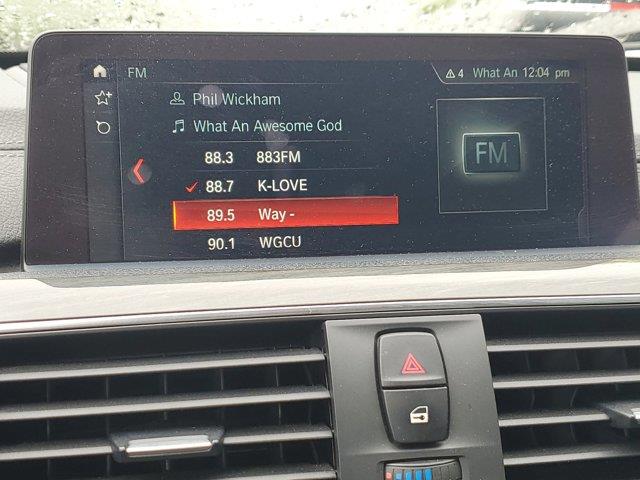 FM 4 What An 12:04 pm
Phil Wickham
What An Awesome God
88.3 883FM
88.7 K-LOVE
89.5 Way -
90.1 WGCU
FM